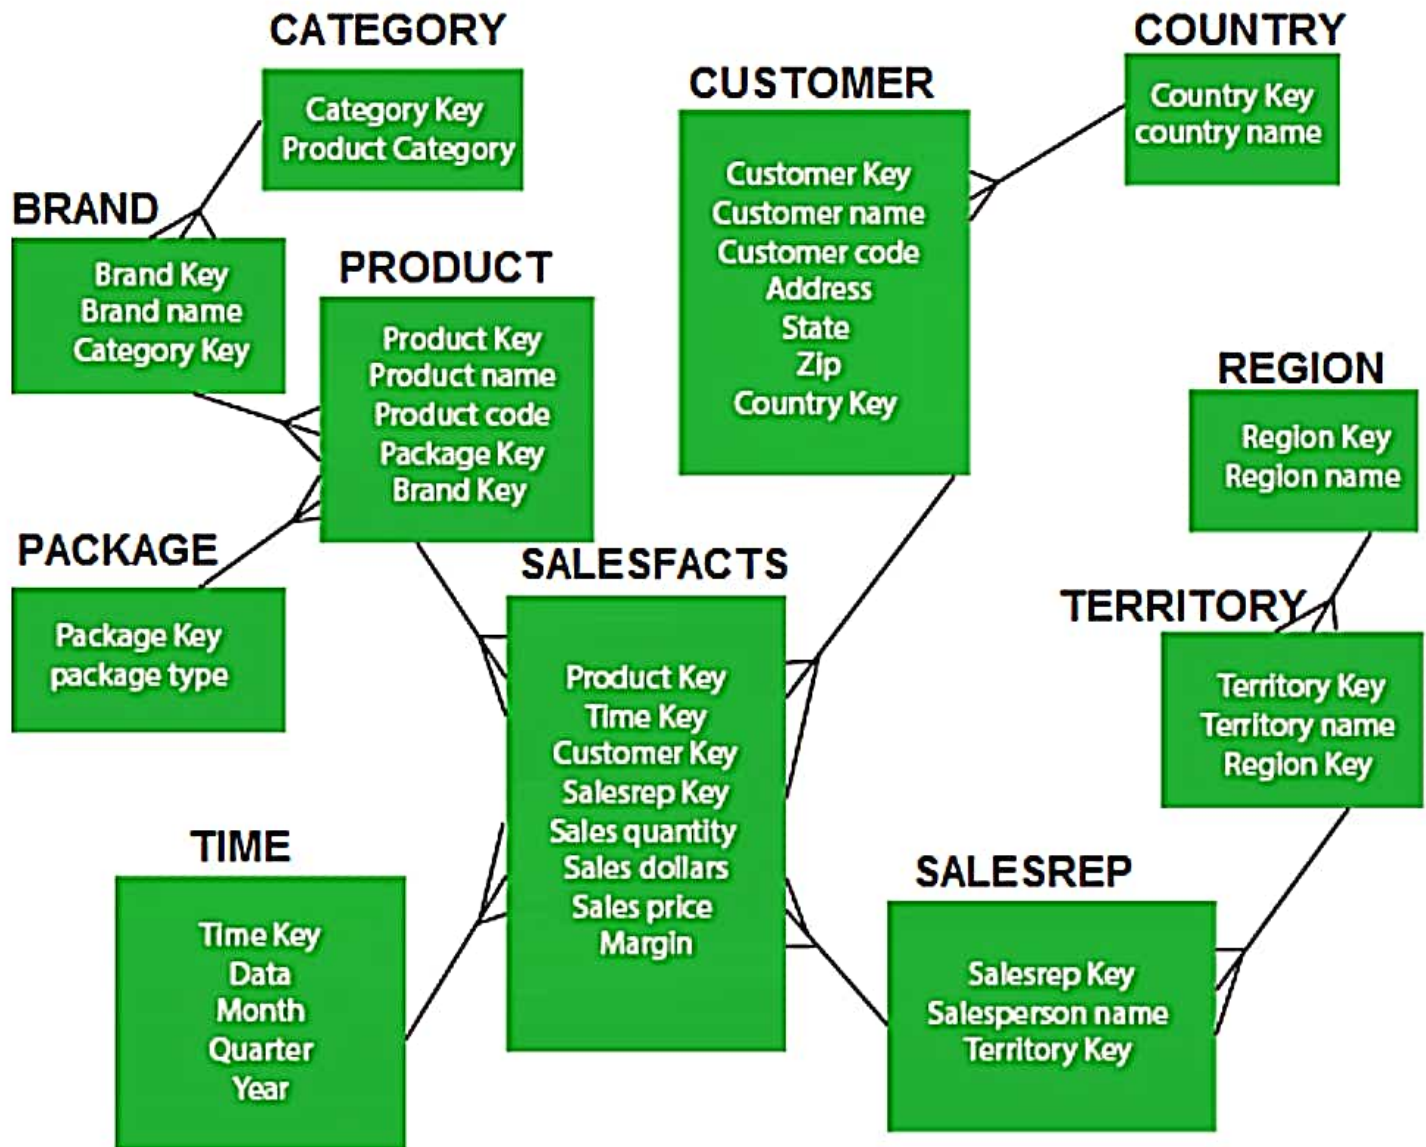 CATEGORY
Category Key
Product Category
COUNTRY
Country Key
country name
CUSTOMER
Customer Key
Customer name
Customer code
Address
State
Zip
Country Key
BRAND
Brand Key
Brand name
Category Key
PRODUCT
Product Key
Product name
Product code
Package Key
Brand Key
REGION
Region Key
Region name
PACKAGE
Package Key
package type
SALESFACTS
Product Key
Time Key
Customer Key
Salesrep Key
Sales quantity
Sales dollars
Sales price
Margin
TERRITORY
Territory Key
Territory name
Region Key
TIME
Time Key
Data
Month
Quarter
Year
SALESREP
Salesrep Key
Salesperson name
Territory Key